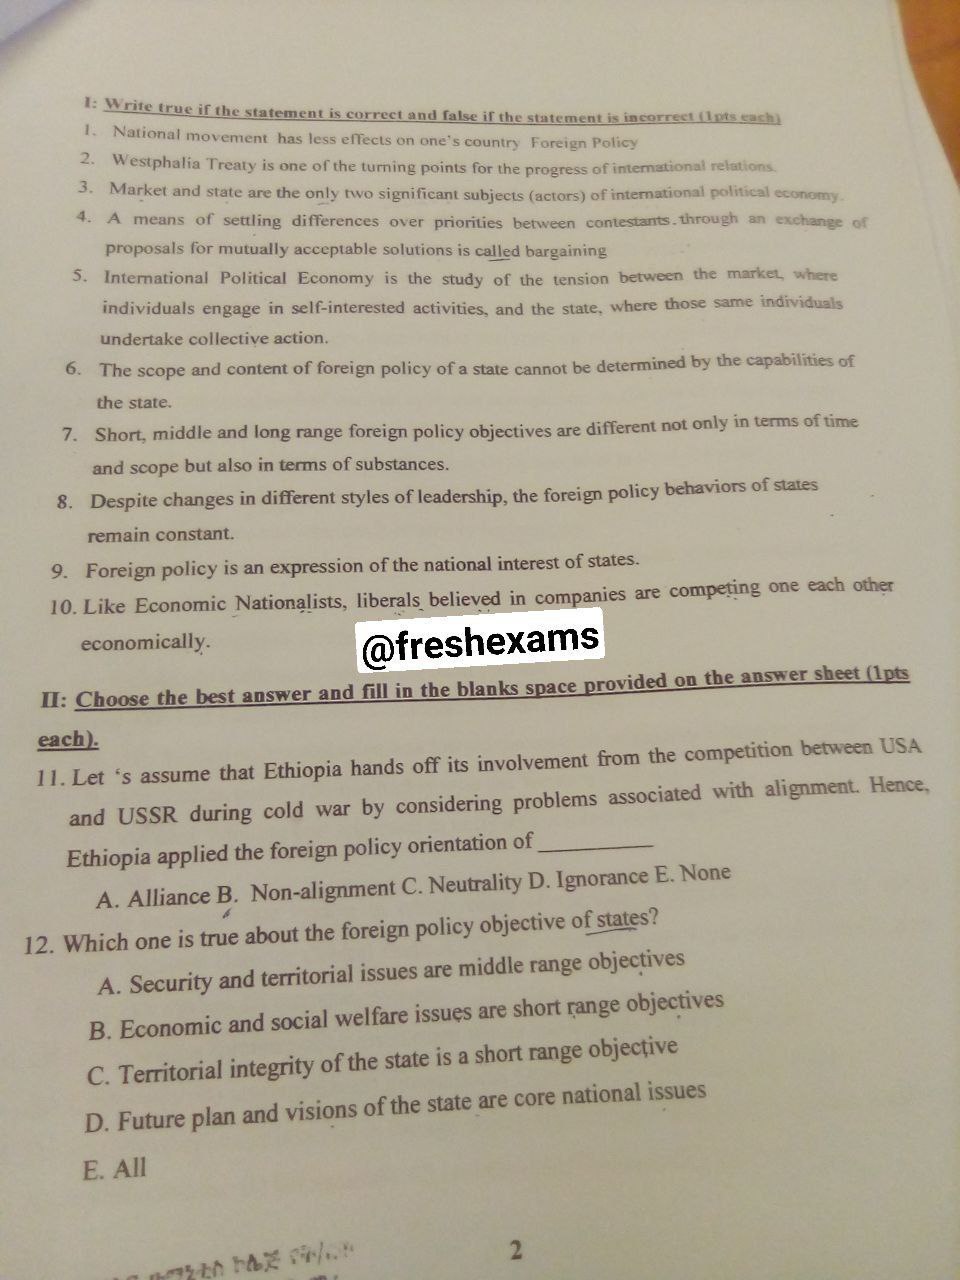 I: Write true if the statement is correct and false if the statement is incorrect (1pts each)
1. National movement has less effects on one's country Foreign Policy
2. Westphalia Treaty is one of the turning points for the progress of international relations.
3. Market and state are the only two significant subjects (actors) of international political economy.
4. A means of settling differences over priorities between contestants through an exchange of
proposals for mutually acceptable solutions is called bargaining
5. International Political Economy is the study of the tension between the market, where
individuals engage in self-interested activities, and the state, where those same individuals
undertake collective action.
6. The scope and content of foreign policy of a state cannot be determined by the capabilities of
the state.
7. Short, middle and long range foreign policy objectives are different not only in terms of time
and scope but also in terms of substances.
8. Despite changes in different styles of leadership, the foreign policy behaviors of states
remain constant.
9. Foreign policy is an expression of the national interest of states.
10. Like Economic Nationalists, liberals believed in companies are competing one each other
economically.
@freshexams
II: Choose the best answer and fill in the blanks space provided on the answer sheet (1pts
each).
11. Let 's assume that Ethiopia hands off its involvement from the competition between USA
and USSR during cold war by considering problems associated with alignment. Hence,
Ethiopia applied the foreign policy orientation of __________
A. Alliance B. Non-alignment C. Neutrality D. Ignorance E. None
12. Which one is true about the foreign policy objective of states?
A. Security and territorial issues are middle range objectives
B. Economic and social welfare issues are short range objectives
C. Territorial integrity of the state is a short range objective
D. Future plan and visions of the state are core national issues
E. All
2